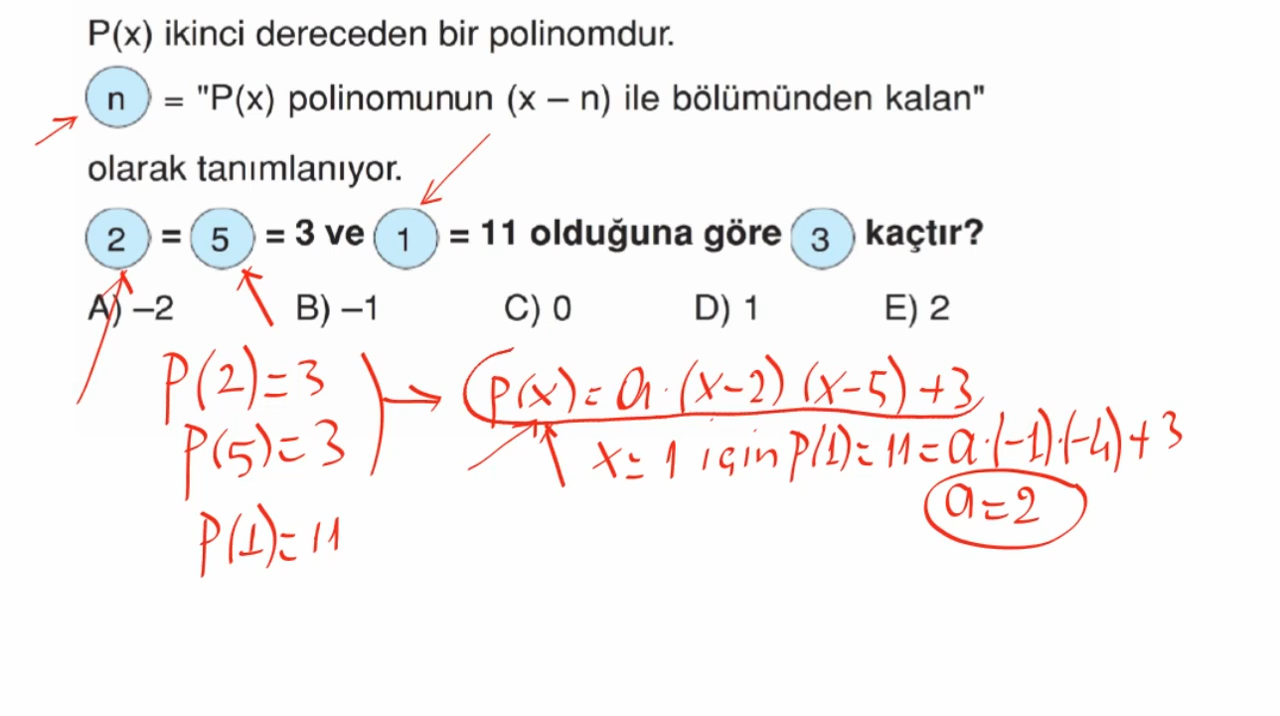 P(x) ikinci dereceden bir polinomdur.
n = "P(x) polinomunun (x – n) ile bölümünden kalan"
olarak tanımlanıyor.
2 = 5 = 3 ve 1 = 11 olduğuna göre 3 kaçtır?
A) –2 B) –1 C) 0 D) 1 E) 2
P(2)=3
P(5)=3
P(1)=11
P(x)=a·(x-2)(x-5)+3
x=1 için P(1)=11=a·(-1)(-4)+3
a=2